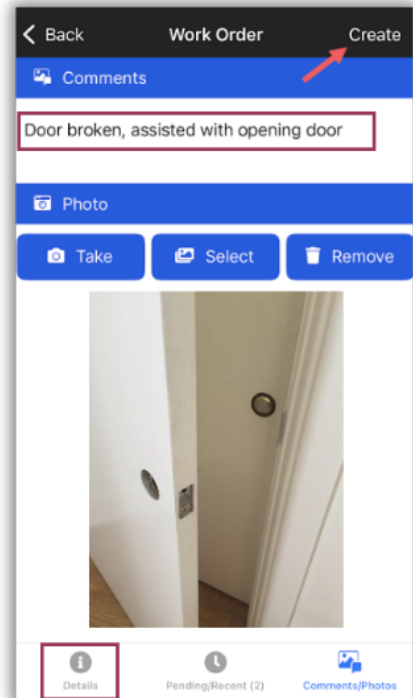 Back Work Order Create
Comments
Door broken, assisted with opening door
Photo
Take Select Remove
Details Pending/Recent (2) Comments/Photos